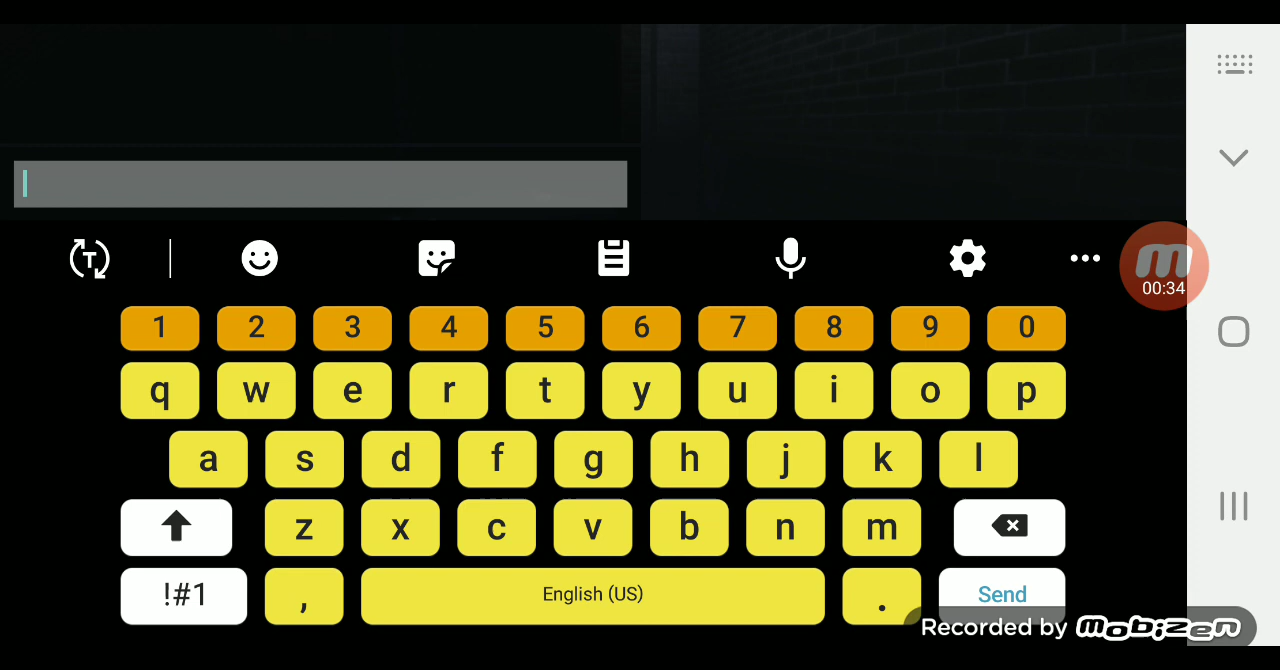 T
00:34
1 2 3 4 5 6 7 8 9 0
q w e r t y u i o p
a s d f g h j k l
z x c v b n m
!#1 , English (US) . Send
Recorded by mobizen